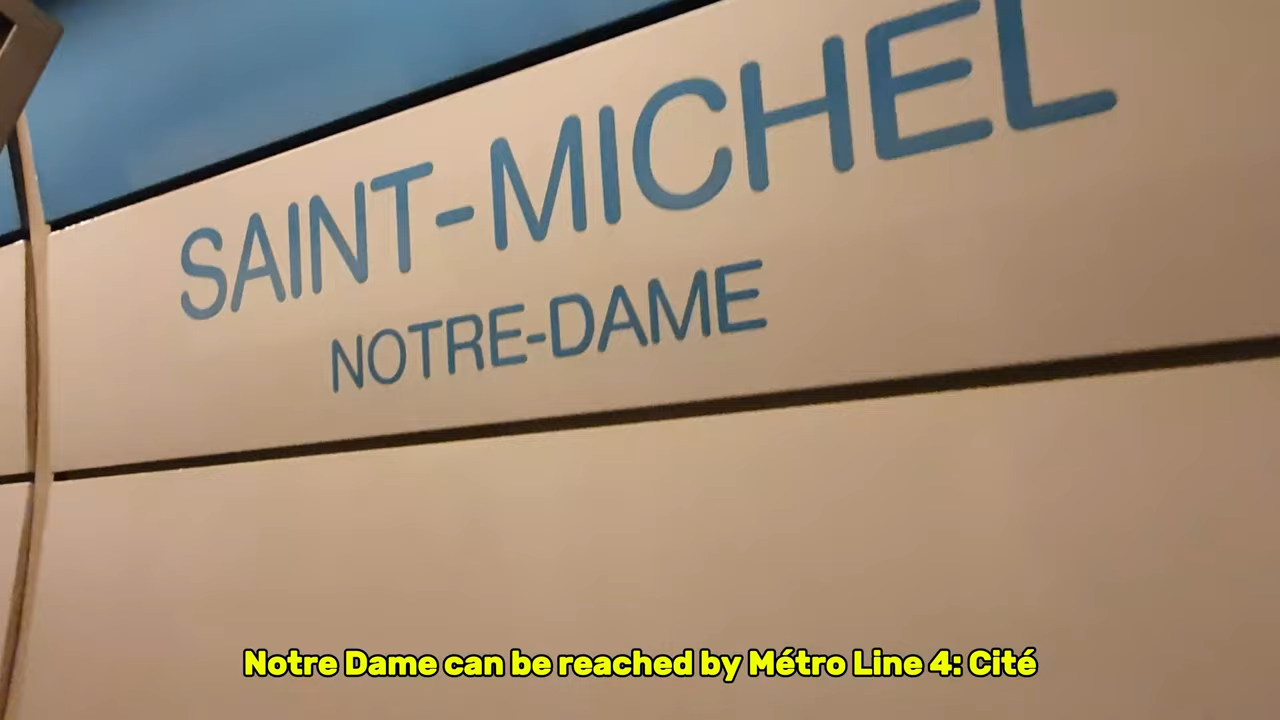 SAINT-MICHEL
NOTRE-DAME
Notre Dame can be reached by Métro Line 4: Cité